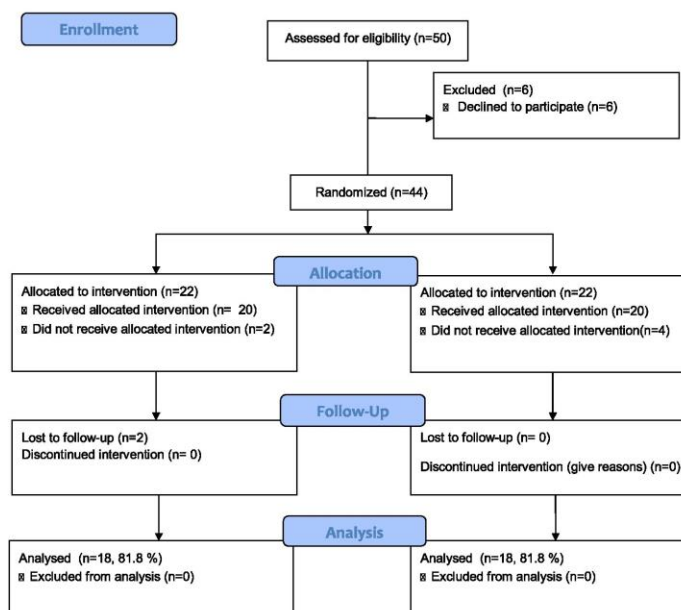 Enrollment
Assessed for eligibility (n=50)
Excluded (n=6)
Declined to participate (n=6)
Randomized (n=44)
Allocation
Allocated to intervention (n=22)
Received allocated intervention (n= 20)
Did not receive allocated intervention (n=2)
Allocated to intervention (n=22)
Received allocated intervention (n=20)
Did not receive allocated intervention(n=4)
Follow-Up
Lost to follow-up (n=2)
Discontinued intervention (n= 0)
Lost to follow-up (n= 0)
Discontinued intervention (give reasons) (n=0)
Analysis
Analysed (n=18, 81.8 %)
Excluded from analysis (n=0)
Analysed (n=18, 81.8 %)
Excluded from analysis (n=0)